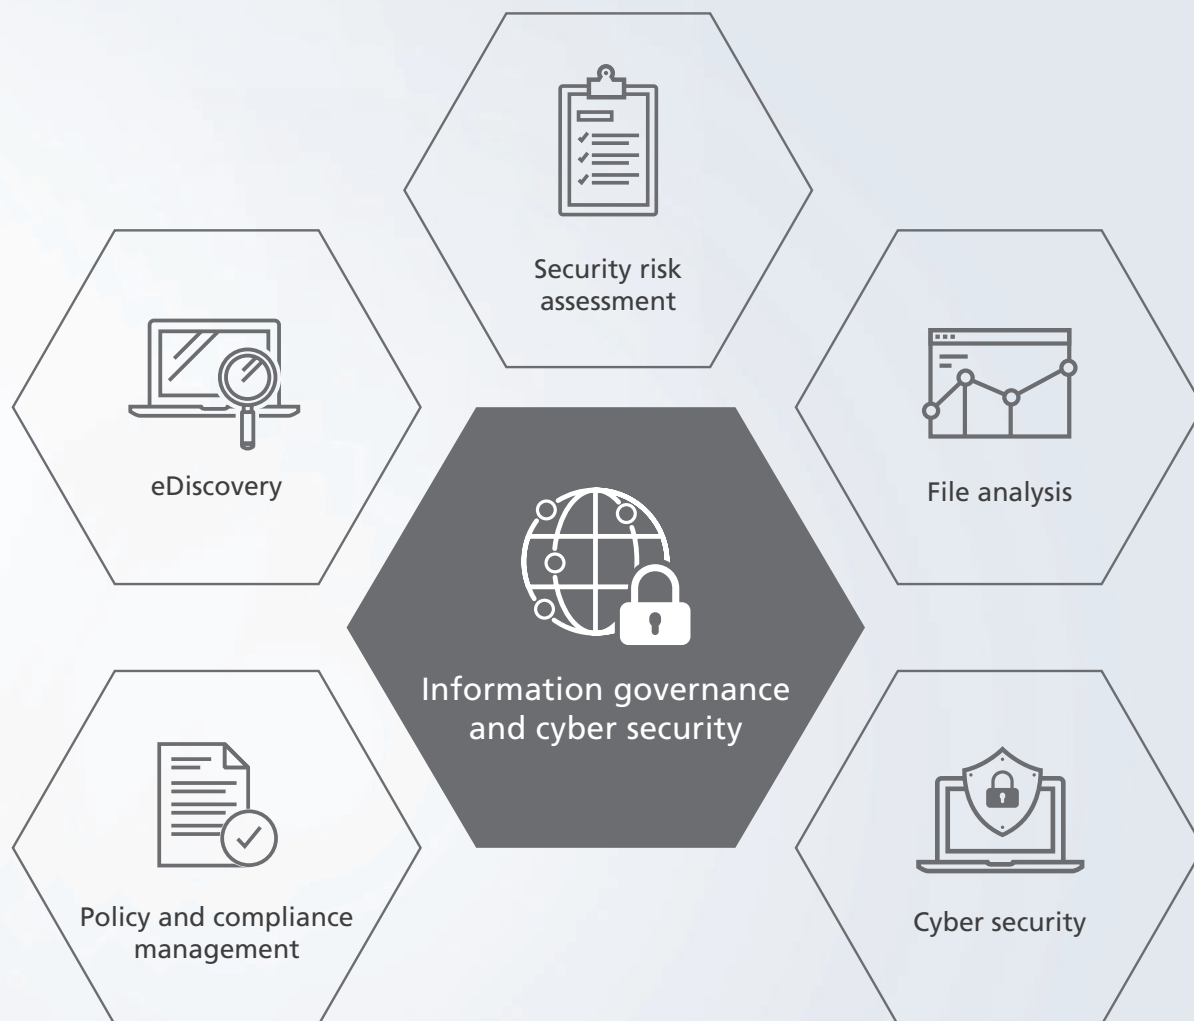 Security risk
assessment
eDiscovery
File analysis
Information governance
and cyber security
Policy and compliance
management
Cyber security